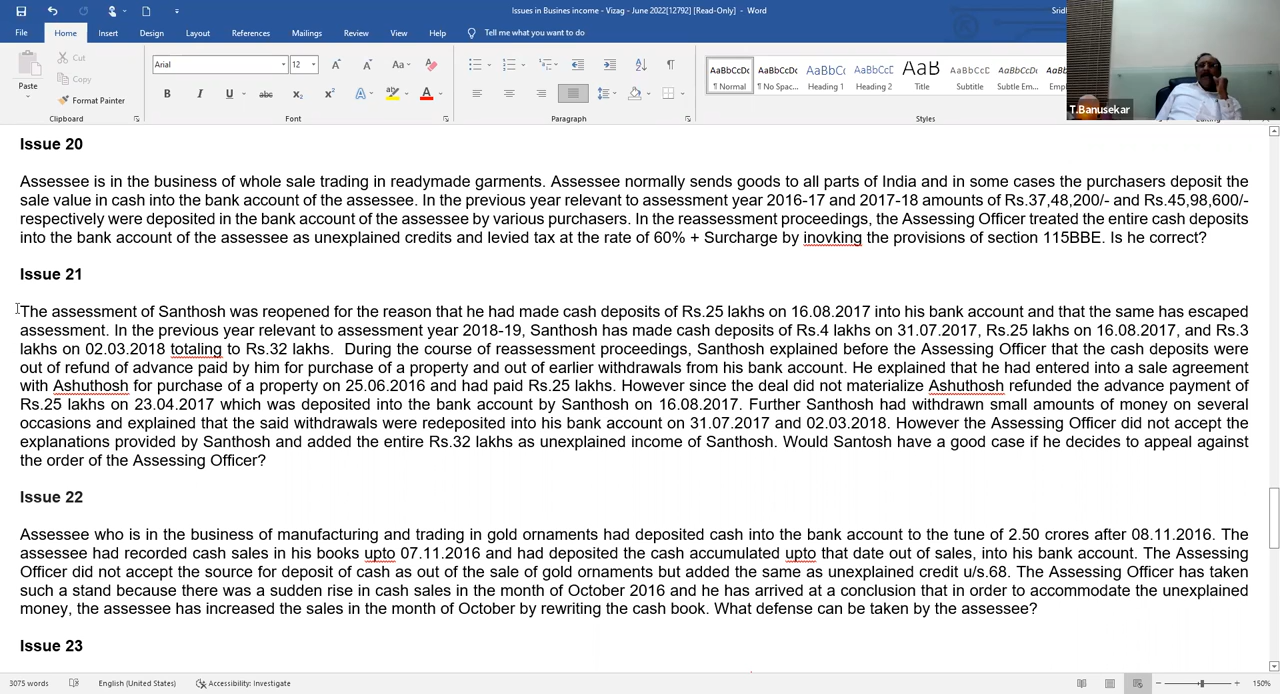 Issues in Busines income - Vizag - June 2022[12792] [Read-Only] - Word
File Home Insert Design Layout References Mailings Review View Help Tell me what you want to do
T.Banusekar
Paste
Cut
Copy
Format Painter
Clipboard
Arial 12
Font
Paragraph
AaBbCcDc AaBbCcDc AaBbCc AaBbCcD AaB AaBbCcD AaBbCcDc
¶ Normal ¶ No Spac... Heading 1 Heading 2 Title Subtitle Subtle Em...
Styles
Issue 20
Assessee is in the business of whole sale trading in readymade garments. Assessee normally sends goods to all parts of India and in some cases the purchasers deposit the
sale value in cash into the bank account of the assessee. In the previous year relevant to assessment year 2016-17 and 2017-18 amounts of Rs.37,48,200/- and Rs.45,98,600/-
respectively were deposited in the bank account of the assessee by various purchasers. In the reassessment proceedings, the Assessing Officer treated the entire cash deposits
into the bank account of the assessee as unexplained credits and levied tax at the rate of 60% + Surcharge by inovking the provisions of section 115BBE. Is he correct?
Issue 21
The assessment of Santhosh was reopened for the reason that he had made cash deposits of Rs.25 lakhs on 16.08.2017 into his bank account and that the same has escaped
assessment. In the previous year relevant to assessment year 2018-19, Santhosh has made cash deposits of Rs.4 lakhs on 31.07.2017, Rs.25 lakhs on 16.08.2017, and Rs.3
lakhs on 02.03.2018 totaling to Rs.32 lakhs. During the course of reassessment proceedings, Santhosh explained before the Assessing Officer that the cash deposits were
out of refund of advance paid by him for purchase of a property and out of earlier withdrawals from his bank account. He explained that he had entered into a sale agreement
with Ashuthosh for purchase of a property on 25.06.2016 and had paid Rs.25 lakhs. However since the deal did not materialize Ashuthosh refunded the advance payment of
Rs.25 lakhs on 23.04.2017 which was deposited into the bank account by Santhosh on 16.08.2017. Further Santhosh had withdrawn small amounts of money on several
occasions and explained that the said withdrawals were redeposited into his bank account on 31.07.2017 and 02.03.2018. However the Assessing Officer did not accept the
explanations provided by Santhosh and added the entire Rs.32 lakhs as unexplained income of Santhosh. Would Santosh have a good case if he decides to appeal against
the order of the Assessing Officer?
Issue 22
Assessee who is in the business of manufacturing and trading in gold ornaments had deposited cash into the bank account to the tune of 2.50 crores after 08.11.2016. The
assessee had recorded cash sales in his books upto 07.11.2016 and had deposited the cash accumulated upto that date out of sales, into his bank account. The Assessing
Officer did not accept the source for deposit of cash as out of the sale of gold ornaments but added the same as unexplained credit u/s.68. The Assessing Officer has taken
such a stand because there was a sudden rise in cash sales in the month of October 2016 and he has arrived at a conclusion that in order to accommodate the unexplained
money, the assessee has increased the sales in the month of October by rewriting the cash book. What defense can be taken by the assessee?
Issue 23
3075 words English (United States) Accessibility: Investigate 150%